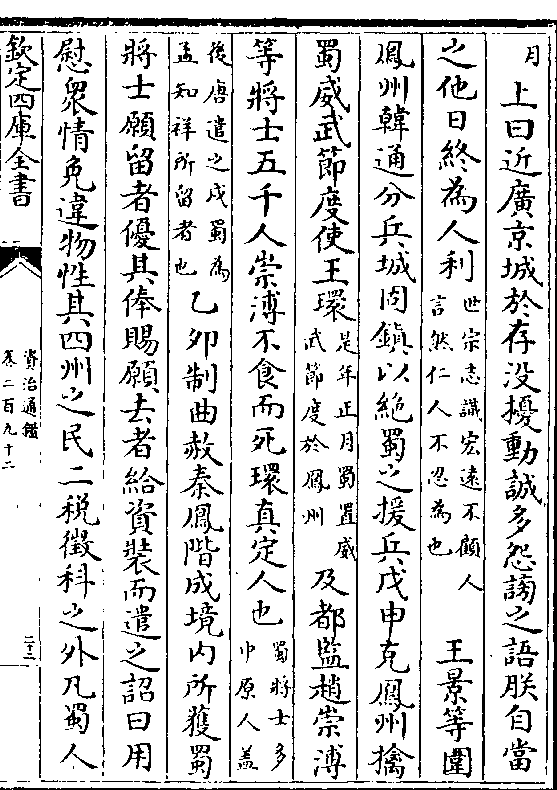 月　上曰近廣京城於存没擾動誠多怨謗之語朕自當
之他日終為人利世宗志識宏遠不顧人言然仁人不忍為也　王景等圍
鳳州韓通分兵城固鎮以絶蜀之援兵戊申克鳳州擒
蜀威武節度使王環是年正月蜀置威武節度於鳳州及都監趙崇溥
等將士五千人崇溥不食而死環真定人也蜀將士多中原人葢
後唐遣之戍蜀為孟知祥所留者也乙夘制曲赦秦鳳階成境内所獲蜀
將士願留者優其俸賜願去者給資裝而遣之詔曰用
慰衆情免違物性其四州之民二税徵科之外凡蜀人
欽定四庫全書
資治通鑑
卷二百九十二
二十二